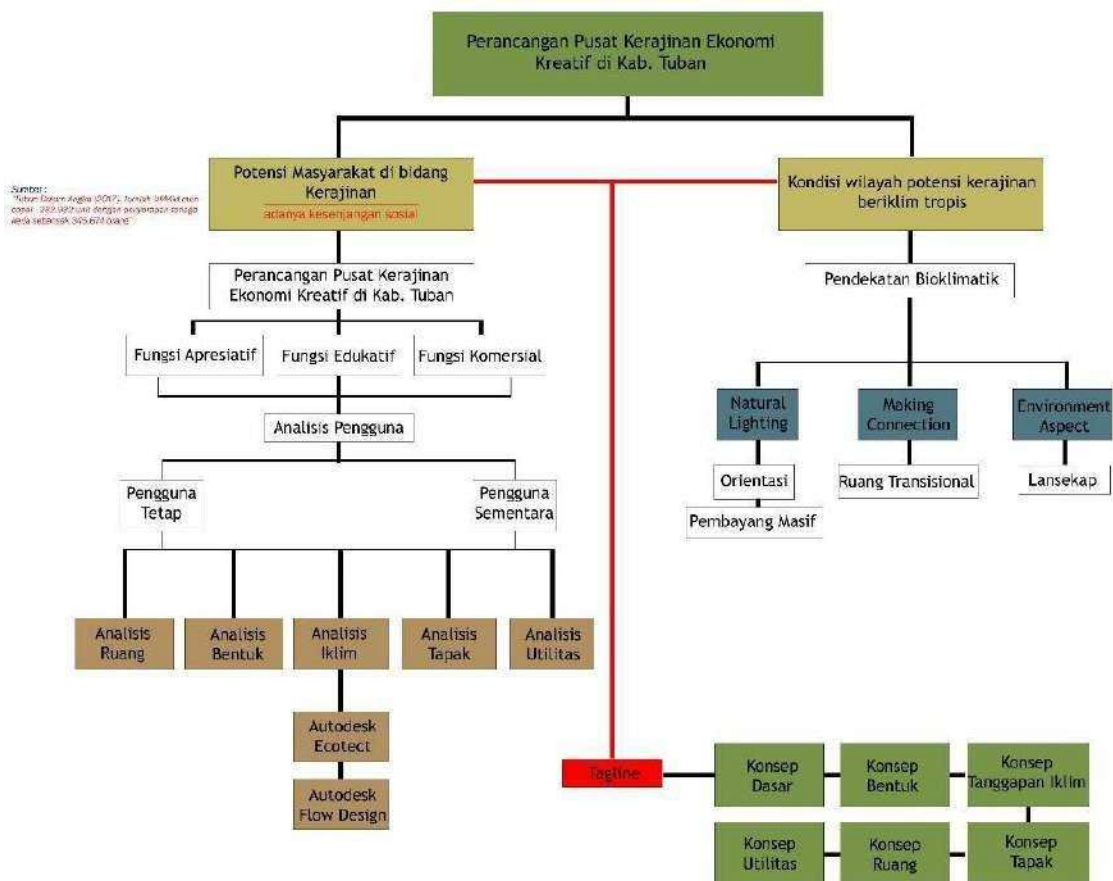 Perancangan Pusat Kerajinan Ekonomi
Kreatif di Kab. Tuban
Potensi Masyarakat di bidang
Kerajinan
adanya kesenjangan sosial
Kondisi wilayah potensi kerajinan
beriklim tropis
Sumber :
(2017), Jumlah
orang"
Perancangan Pusat Kerajinan
Ekonomi Kreatif di Kab. Tuban
Pendekatan Bioklimatik
Fungsi Apresiatif
Fungsi Edukatif
Fungsi Komersial
Natural
Lighting
Making
Connection
Environment
Aspect
Analisis Pengguna
Orientasi
Ruang Transisional
Lansekap
Pembayang Masif
Pengguna
Tetap
Pengguna
Sementara
Analisis
Ruang
Analisis
Bentuk
Analisis
Iklim
Analisis
Tapak
Analisis
Utilitas
Autodesk
Ecotect
Autodesk
Flow Design
Tagline
Konsep
Dasar
Konsep
Bentuk
Konsep
Tanggapan Iklim
Konsep
Utilitas
Konsep
Ruang
Konsep
Tapak